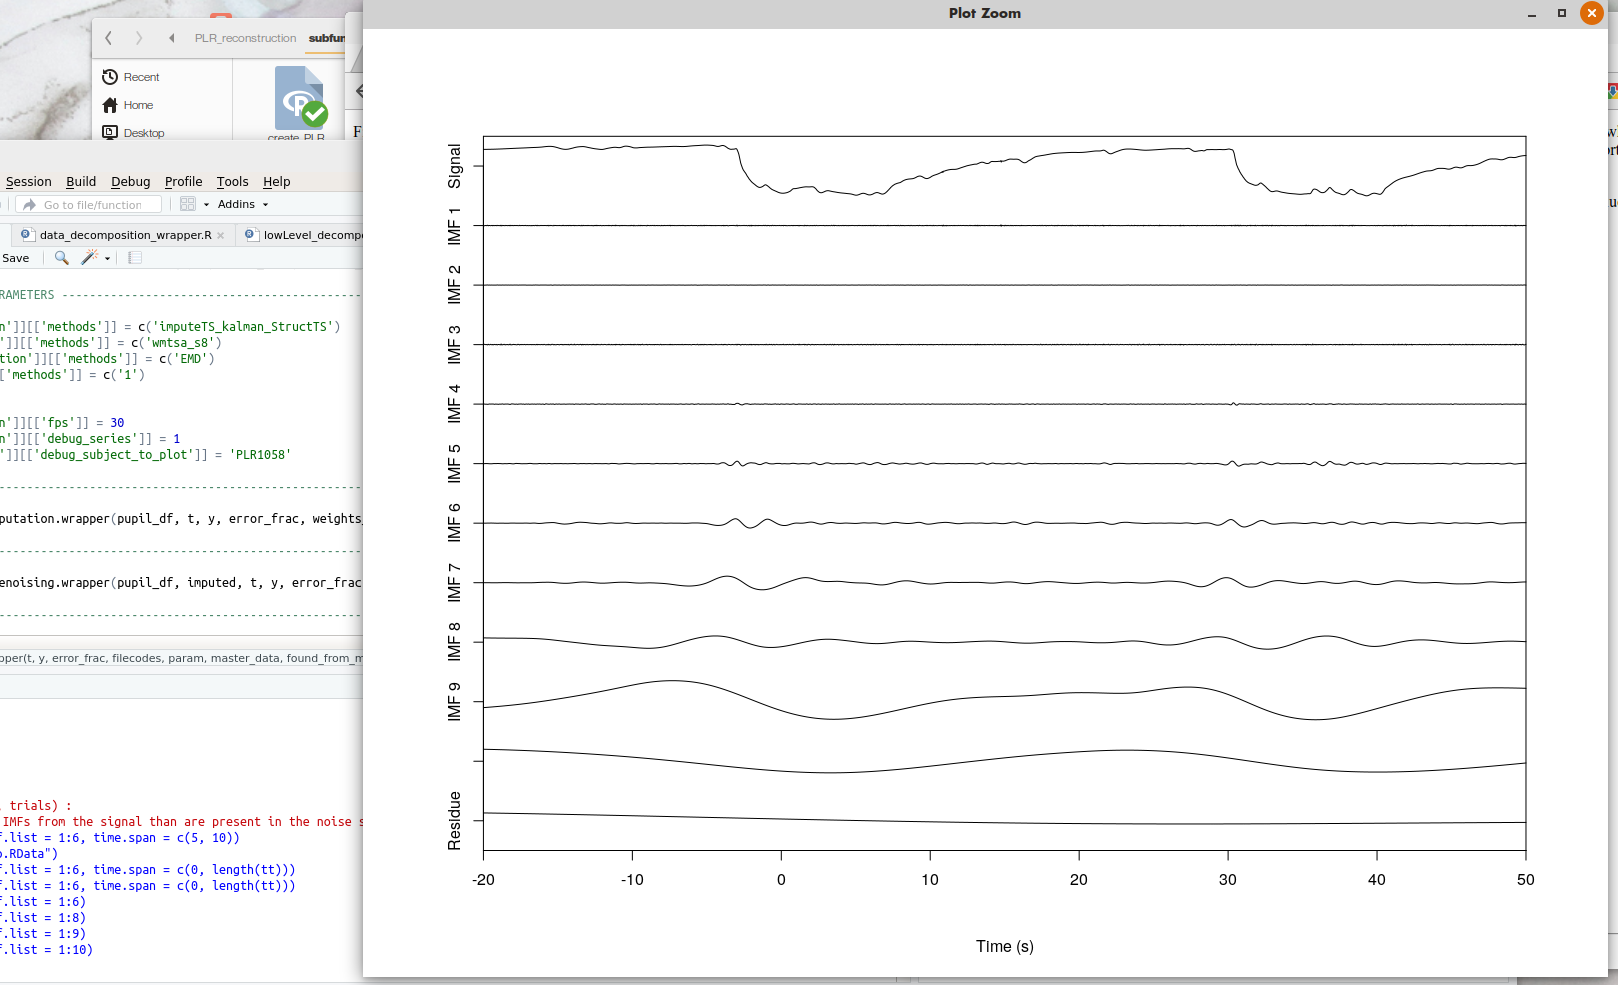 Plot Zoom
PLR_reconstruction
subfun
Recent
Home
Desktop
create_PLR
F
Session Build Debug Profile Tools Help
Go to file/function
Addins
data_decomposition_wrapper.R
lowLevel_decomp
Save
RAMETERS
n']][['methods']] = c('imputeTS_kalman_StructTS')
']][['methods']] = c('wmtsa_s8')
tion']][['methods']] = c('EMD')
['methods']] = c('1')
n']][['fps']] = 30
n']][['debug_series']] = 1
']][['debug_subject_to_plot']] = 'PLR1058'
putation.wrapper(pupil_df, t, y, error_frac, weights_
enoising.wrapper(pupil_df, imputed, t, y, error_frac
pper(t, y, error_frac, filecodes, param, master_data, found_from_m
trials) :
IMFs from the signal than are present in the noise s
f.list = 1:6, time.span = c(5, 10))
o.RData")
f.list = 1:6, time.span = c(0, length(tt)))
f.list = 1:6, time.span = c(0, length(tt)))
f.list = 1:6)
f.list = 1:8)
f.list = 1:9)
f.list = 1:10)
Signal
IMF 1
IMF 2
IMF 3
IMF 4
IMF 5
IMF 6
IMF 7
IMF 8
IMF 9
Residue
-20 -10 0 10 20 30 40 50
Time (s)